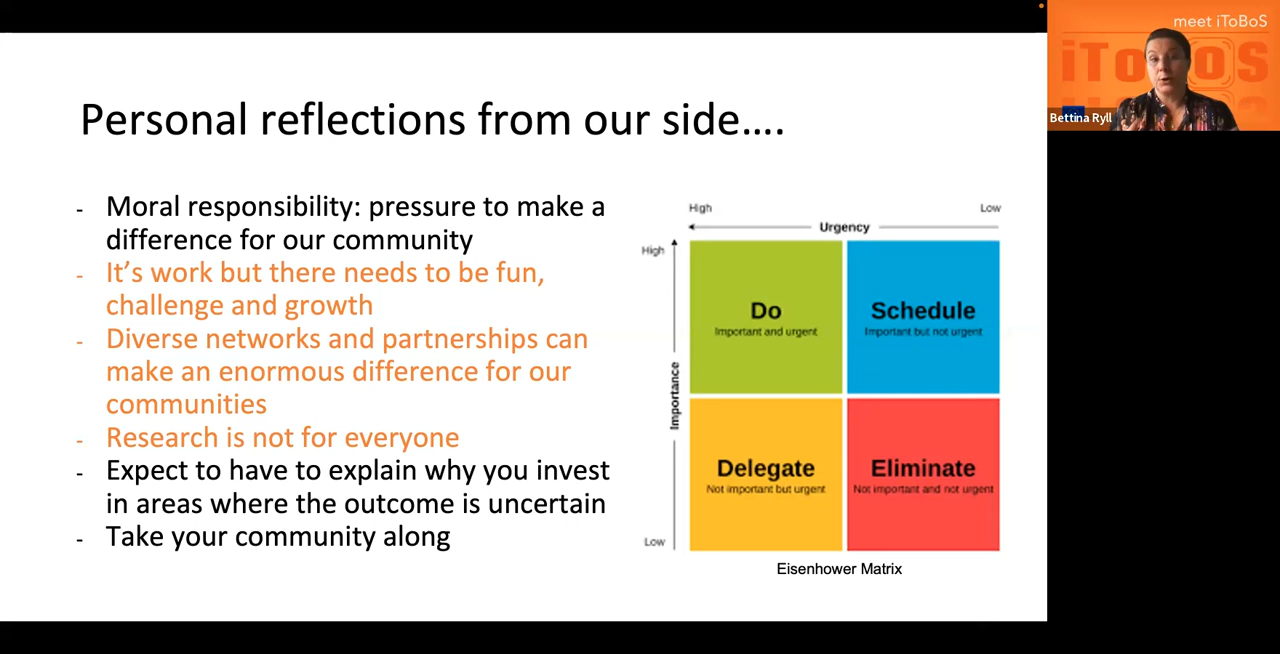 Personal reflections from our side....
- Moral responsibility: pressure to make a
difference for our community
- It's work but there needs to be fun,
challenge and growth
- Diverse networks and partnerships can
make an enormous difference for our
communities
- Research is not for everyone
- Expect to have to explain why you invest
in areas where the outcome is uncertain
- Take your community along
High
Low
Urgency
High
Importance
Low
Do
Important and urgent
Schedule
Important but not urgent
Delegate
Not important but urgent
Eliminate
Not important and not urgent
Eisenhower Matrix
meet iToBoS
iToBoS
Bettina Ryll